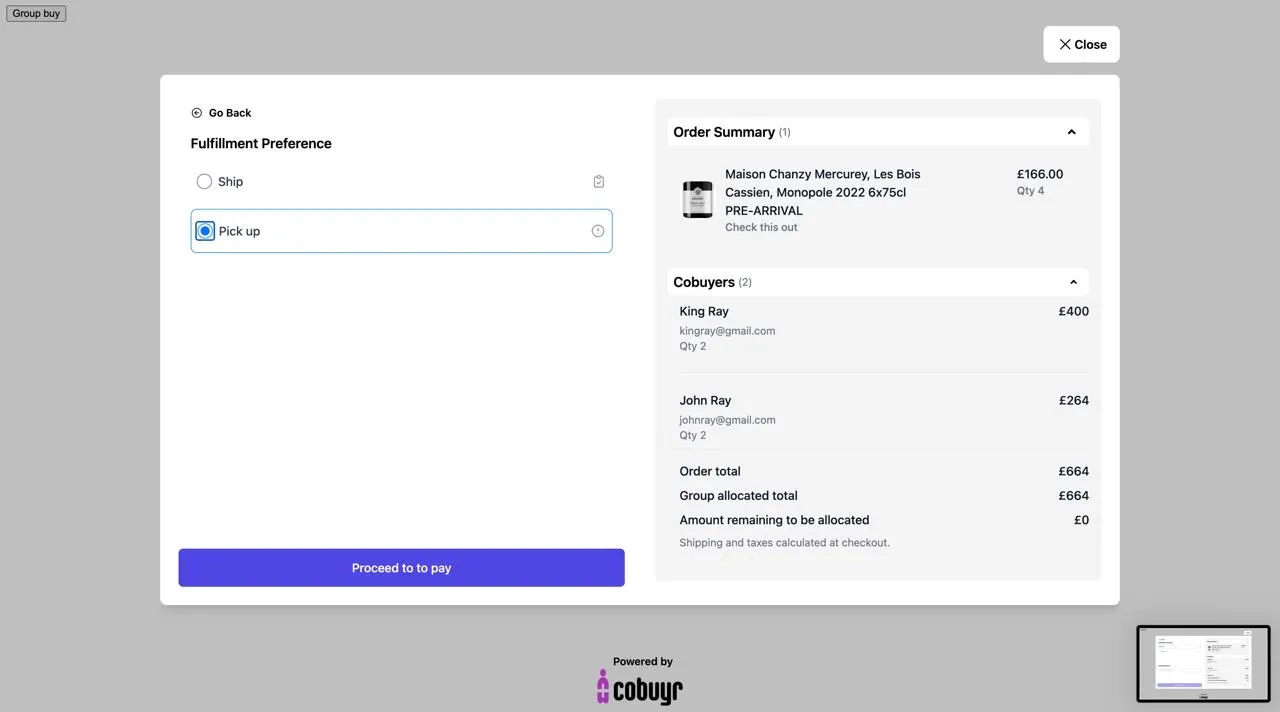 Group buy
Close
Go Back
Fulfillment Preference
Ship
Pick up
Proceed to to pay
Order Summary (1)
Maison Chanzy Mercurey, Les Bois £166.00
Cassien, Monopole 2022 6x75cl Qty 4
PRE-ARRIVAL
Check this out
Cobuyers (2)
King Ray £400
kingray@gmail.com
Qty 2
John Ray £264
johnray@gmail.com
Qty 2
Order total £664
Group allocated total £664
Amount remaining to be allocated £0
Shipping and taxes calculated at checkout.
Powered by
cobuyr